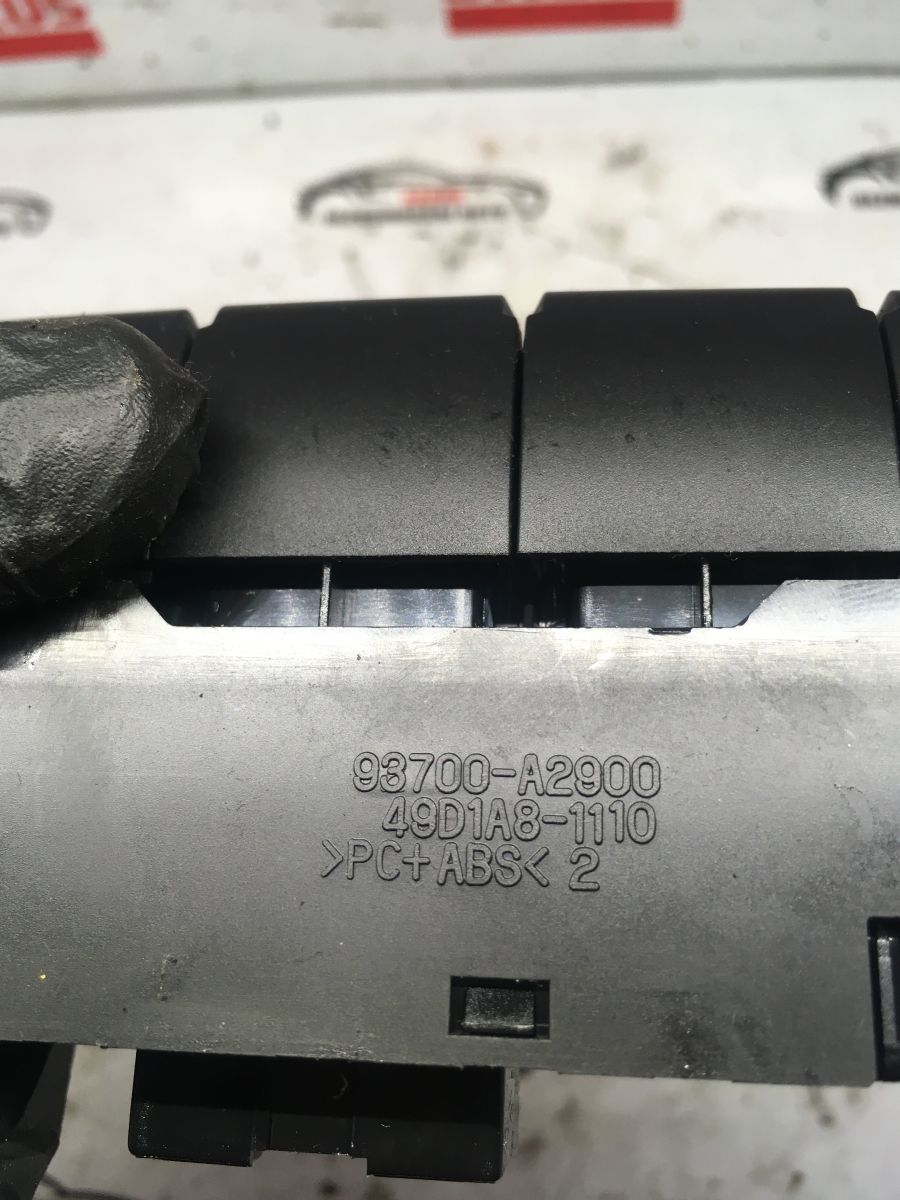 93700-A2900
49D1A8-1110
>PC+ABS< 2